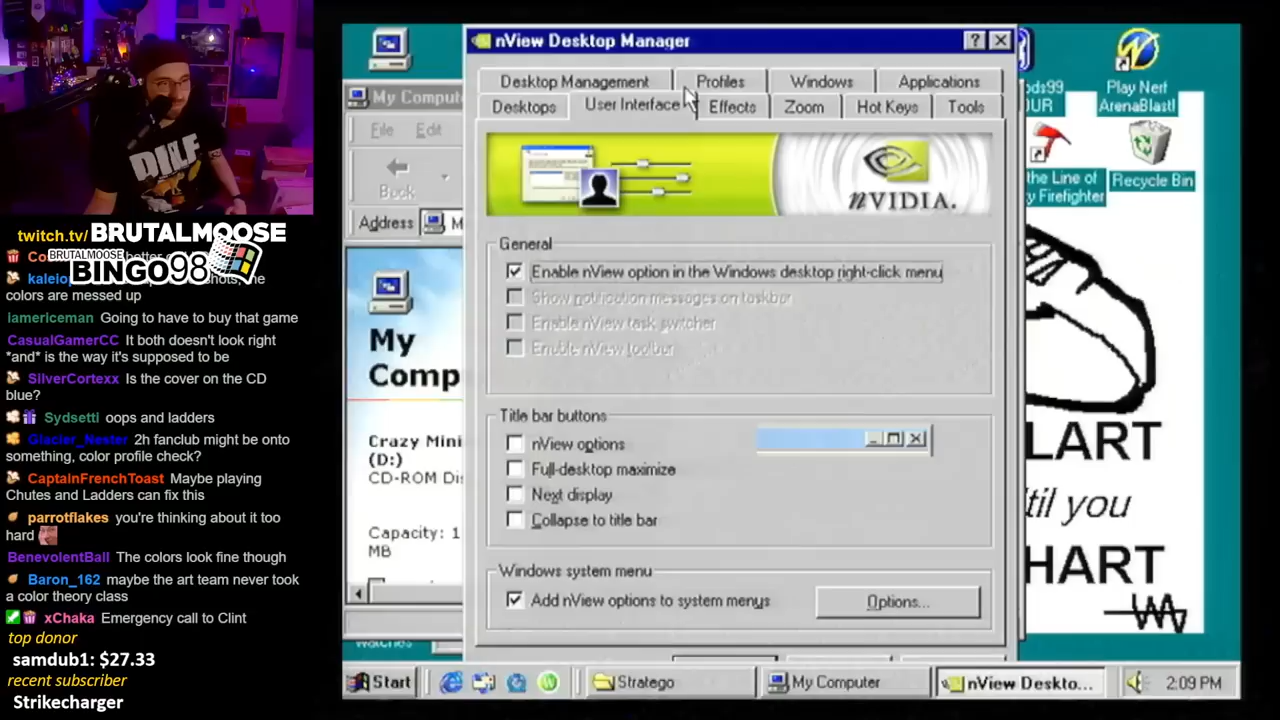 DILF
twitch.tv/BRUTALMOOSE
BRUTALMOOSE
BINGO98
colors are messed up
iamericeman Going to have to buy that game
CasualGamerCC It both doesn't look right
*and* is the way it's supposed to be
SilverCortexx Is the cover on the CD
blue?
Sydsetti oops and ladders
Glacier_Nester 2h fanclub might be onto
something, color profile check?
CaptainFrenchToast Maybe playing
Chutes and Ladders can fix this
parrotflakes you're thinking about it too
hard
BenevolentBall The colors look fine though
Baron_162 maybe the art team never took
a color theory class
xChaka Emergency call to Clint
top donor
samdub1: $27.33
recent subscriber
Strikecharger
nView Desktop Manager
Desktop Management
Profiles
Windows
Applications
Desktops
User Interface
Effects
Zoom
Hot Keys
Tools
nVIDIA.
General
Enable nView option in the Windows desktop right-click menu
Show notification messages on taskbar
Enable nView task switcher
Enable nView toolbar
Title bar buttons
nView options
Full-desktop maximize
Next display
Collapse to title bar
Windows system menu
Add nView options to system menus
Options...
My Comput
File Edit
Back
Address
M
My
Comp
Crazy Mini
(D:)
CD-ROM Dis
Capacity: 1
MB
ods99
OUR
Play Nerf
ArenaBlast!
the Line of
y Firefighter
Recycle Bin
LART
'til you
HART
Start
Stratego
My Computer
nView Deskto...
2:09 PM